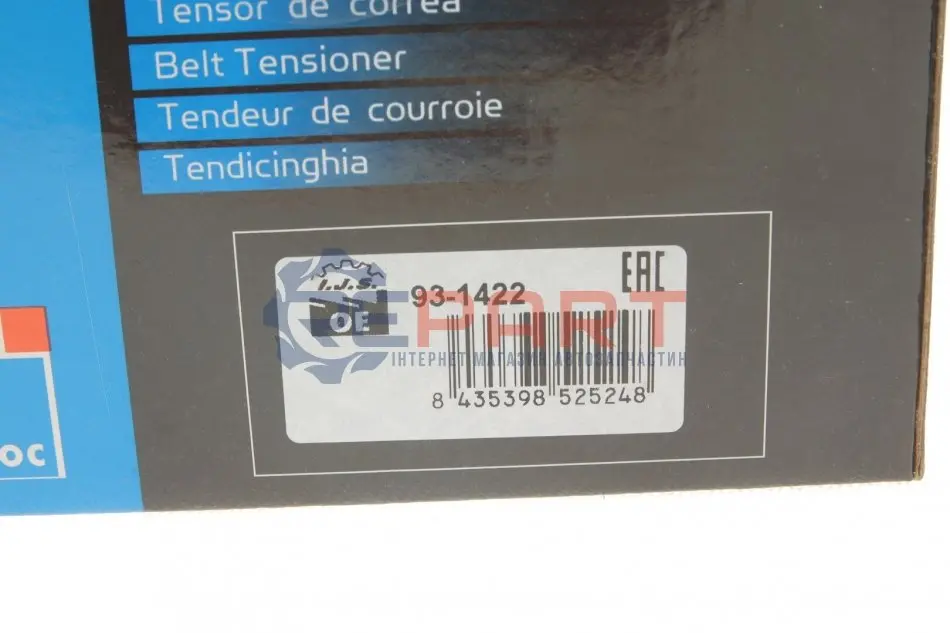 Tensor de correa
Belt Tensioner
Tendeur de courroie
Tendicinghia
I.J.S.
OE
93-1422
EAC
GEPART
ІНТЕРНЕТ МАГАЗИН АВТОЗАПЧАСТИН
8 435398 525248
oc